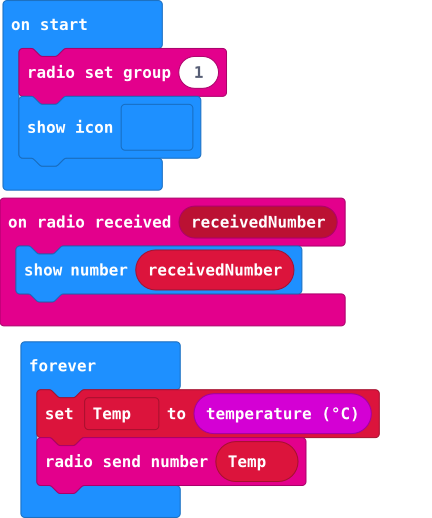 on start
radio set group 1
show icon
on radio received receivedNumber
show number receivedNumber
forever
set Temp to temperature (°C)
radio send number Temp